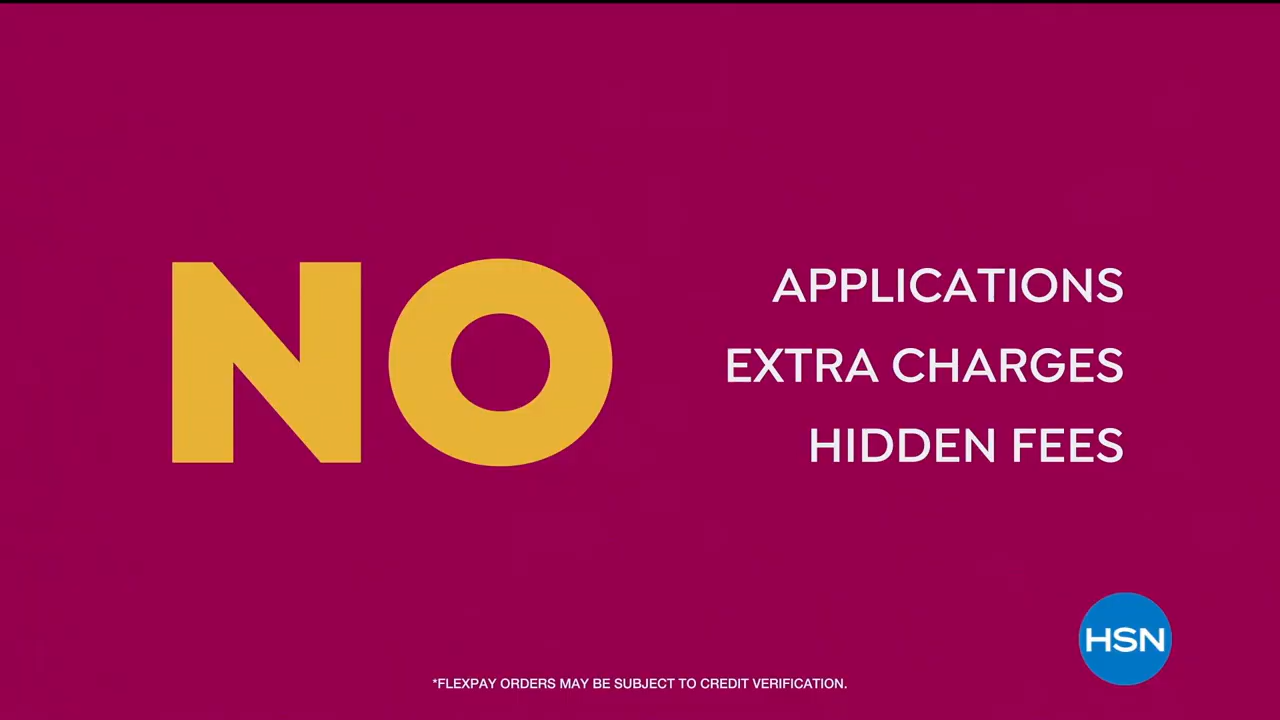 NO
APPLICATIONS
EXTRA CHARGES
HIDDEN FEES
HSN
*FLEXPAY ORDERS MAY BE SUBJECT TO CREDIT VERIFICATION.